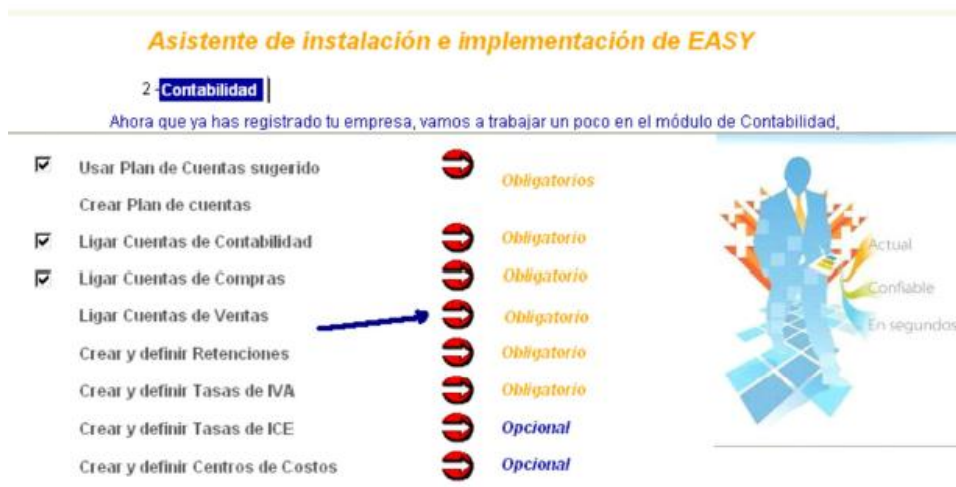 Asistente de instalación e implementación de EASY
2 -Contabilidad
Ahora que ya has registrado tu empresa, vamos a trabajar un poco en el módulo de Contabilidad,
Usar Plan de Cuentas sugerido
Obligatorios
Crear Plan de cuentas
Ligar Cuentas de Contabilidad Obligatorio
Ligar Cuentas de Compras Obligatorio
Ligar Cuentas de Ventas Obligatorio
Crear y definir Retenciones Obligatorio
Crear y definir Tasas de IVA Obligatorio
Crear y definir Tasas de ICE Opcional
Crear y definir Centros de Costos Opcional
Actual
Confiable
En segundos